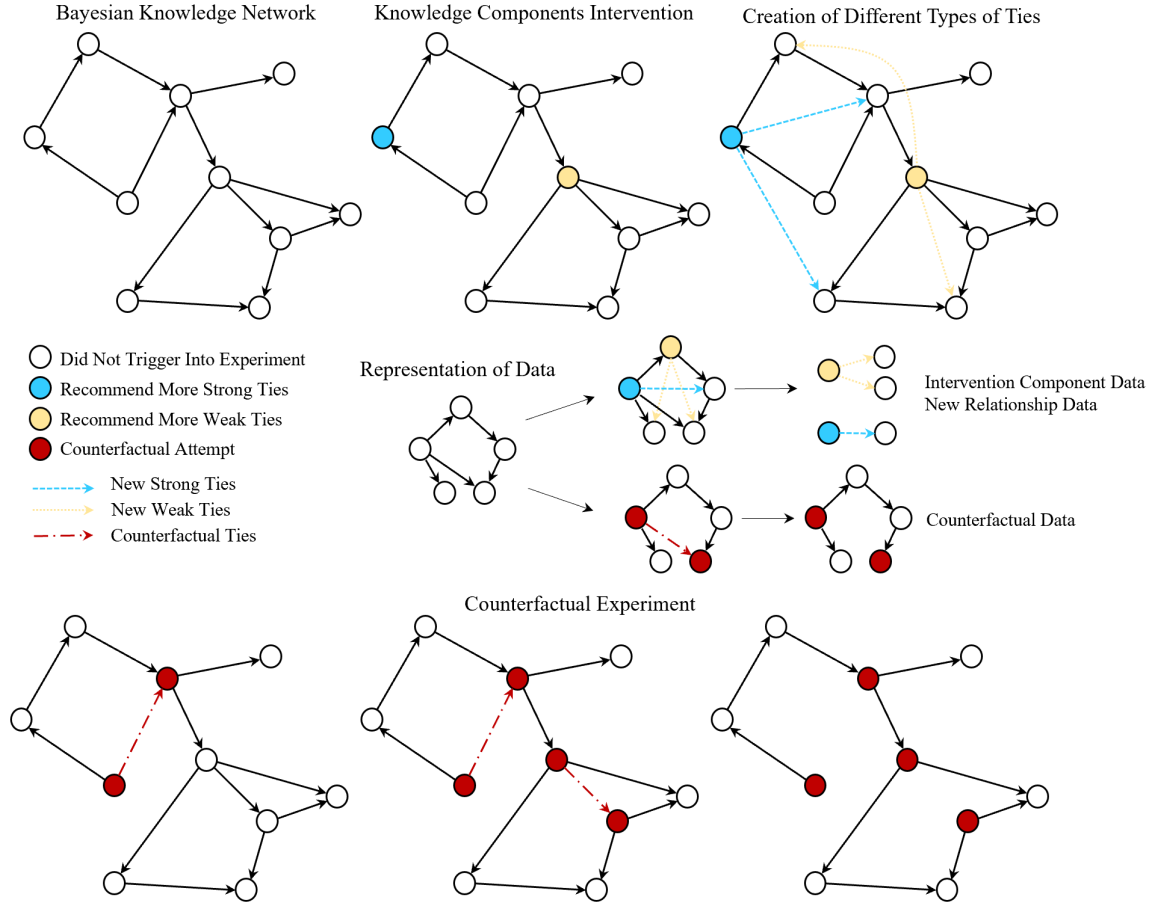 Bayesian Knowledge Network
Knowledge Components Intervention
Creation of Different Types of Ties
Did Not Trigger Into Experiment
Recommend More Strong Ties
Recommend More Weak Ties
Counterfactual Attempt
New Strong Ties
New Weak Ties
Counterfactual Ties
Representation of Data
Intervention Component Data
New Relationship Data
Counterfactual Data
Counterfactual Experiment